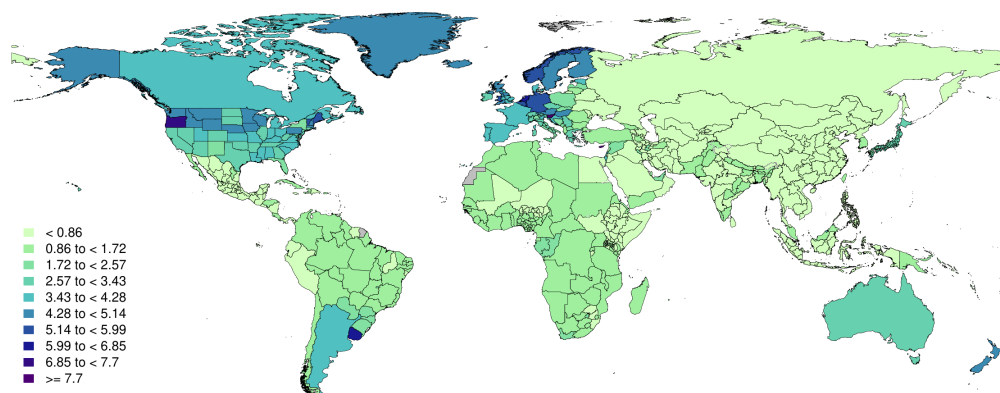 < 0.86
0.86 to < 1.72
1.72 to < 2.57
2.57 to < 3.43
3.43 to < 4.28
4.28 to < 5.14
5.14 to < 5.99
5.99 to < 6.85
6.85 to < 7.7
>= 7.7